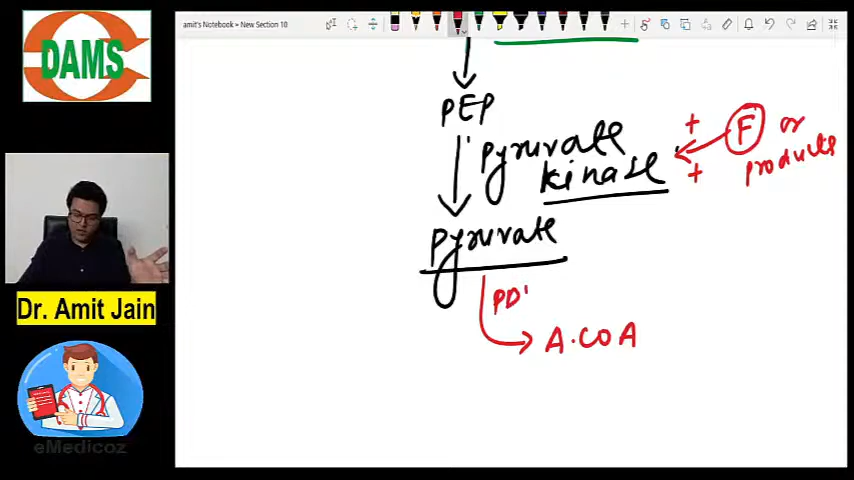 amit's Notebook > New Section 10
DAMS
PEP
pyruvate
kinase
+
F
or
products
+
pyruvate
PD'
A.COA
Dr. Amit Jain
eMedicoz